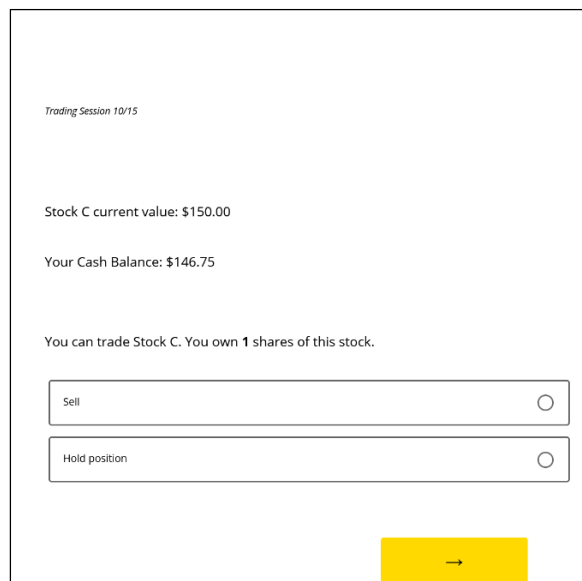 Trading Session 10/15
Stock C current value: $150.00
Your Cash Balance: $146.75
You can trade Stock C. You own 1 shares of this stock.
Sell
Hold position
→